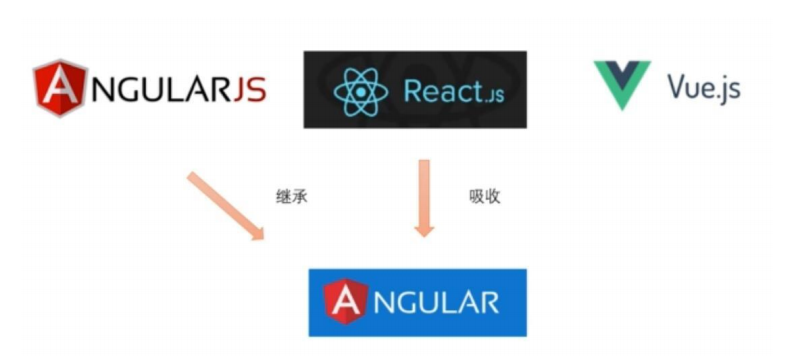 ANGULARJS
React.JS
Vue.js
继承
吸收
ANGULAR